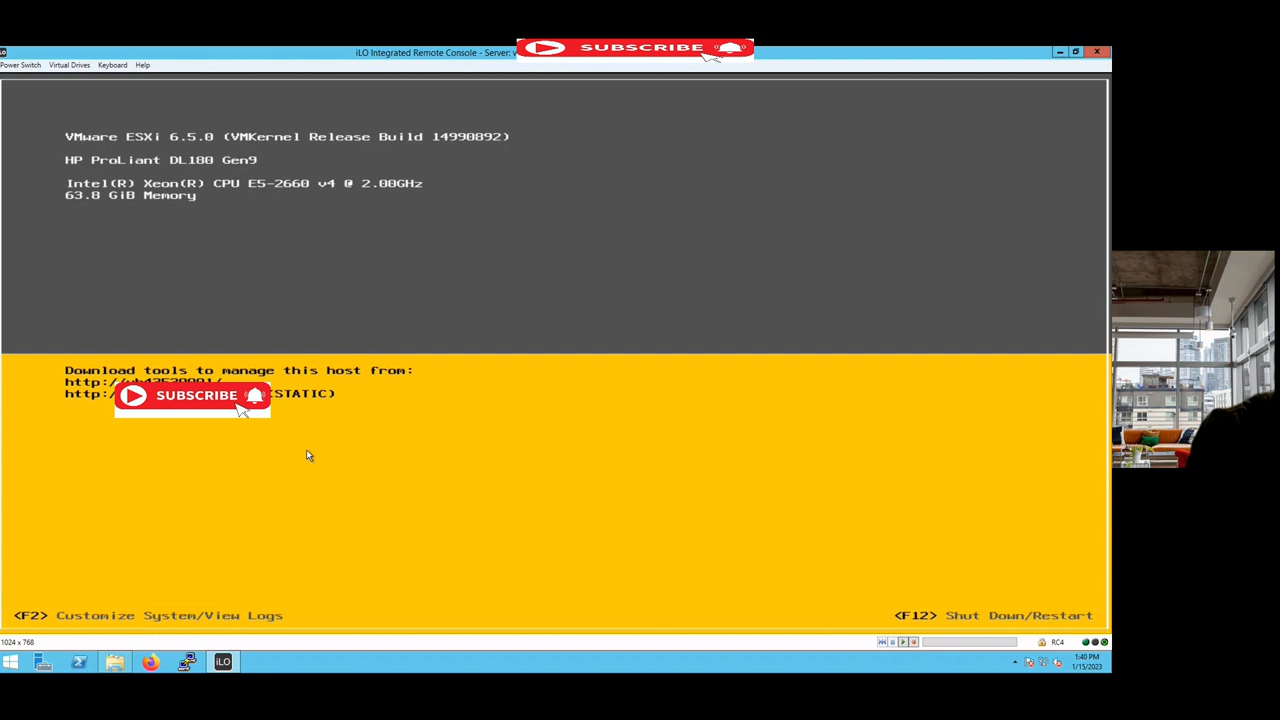 SUBSCRIBE
iLO Integrated Remote Console - Server:
Power Switch Virtual Drives Keyboard Help
VMware ESXi 6.5.0 (VMKernel Release Build 14990892)
HP ProLiant DL180 Gen9
Intel(R) Xeon(R) CPU E5-2660 v4 @ 2.00GHz
63.8 GiB Memory
Download tools to manage this host from:
http:/
http:/ (STATIC)
SUBSCRIBE
<F2> Customize System/View Logs
<F12> Shut Down/Restart
1024 x 768
RC4
iLO
1:40 PM
1/15/2023